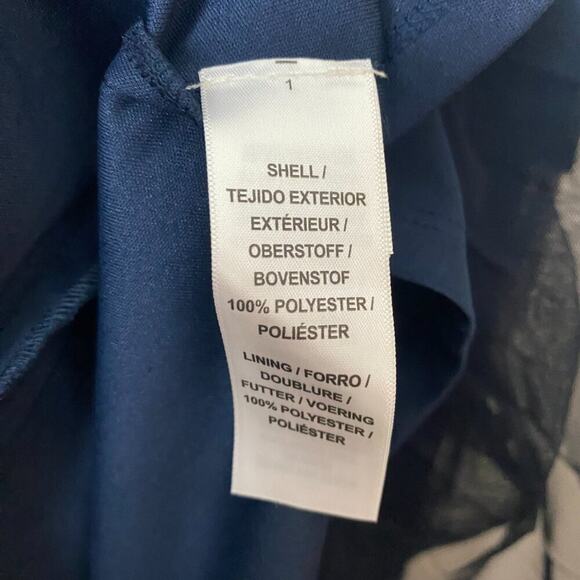 1
SHELL /
TEJIDO EXTERIOR
EXTÉRIEUR /
OBERSTOFF /
BOVENSTOF
100% POLYESTER /
POLIÉSTER
LINING / FORRO /
DOUBLURE /
FUTTER / VOERING
100% POLYESTER /
POLIÉSTER